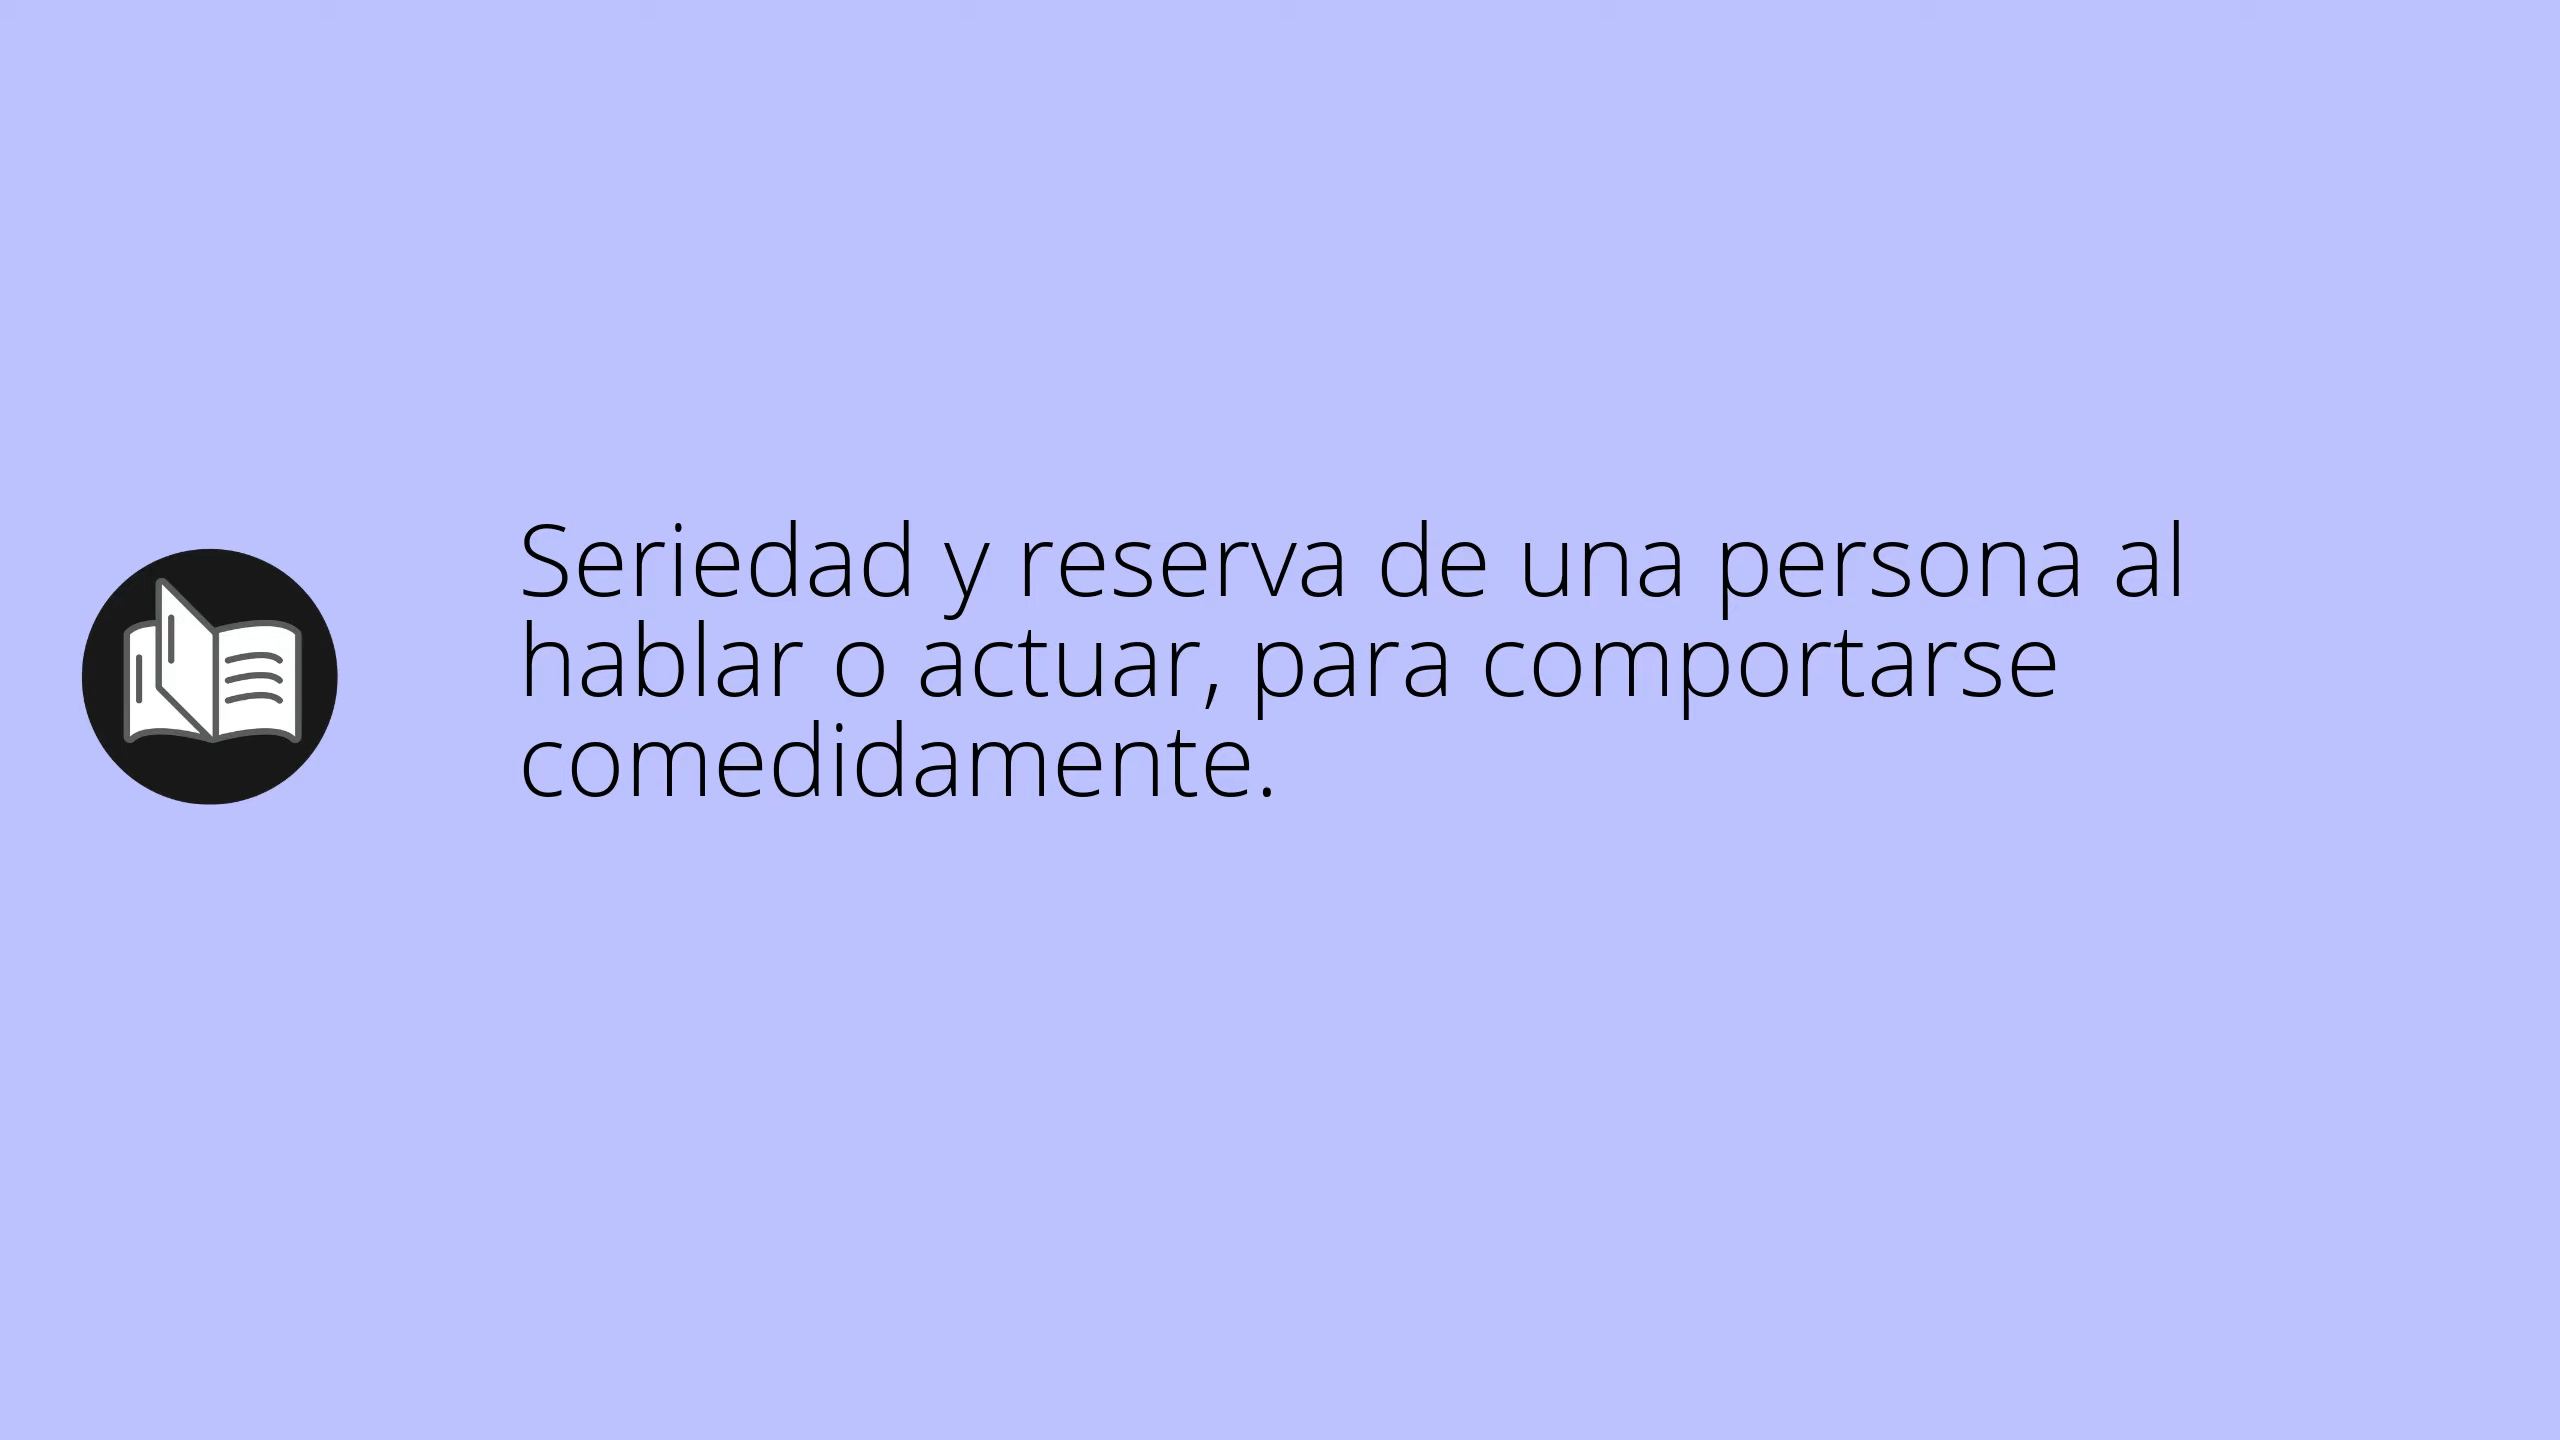 Seriedad y reserva de una persona al
hablar o actuar, para comportarse
comedidamente.